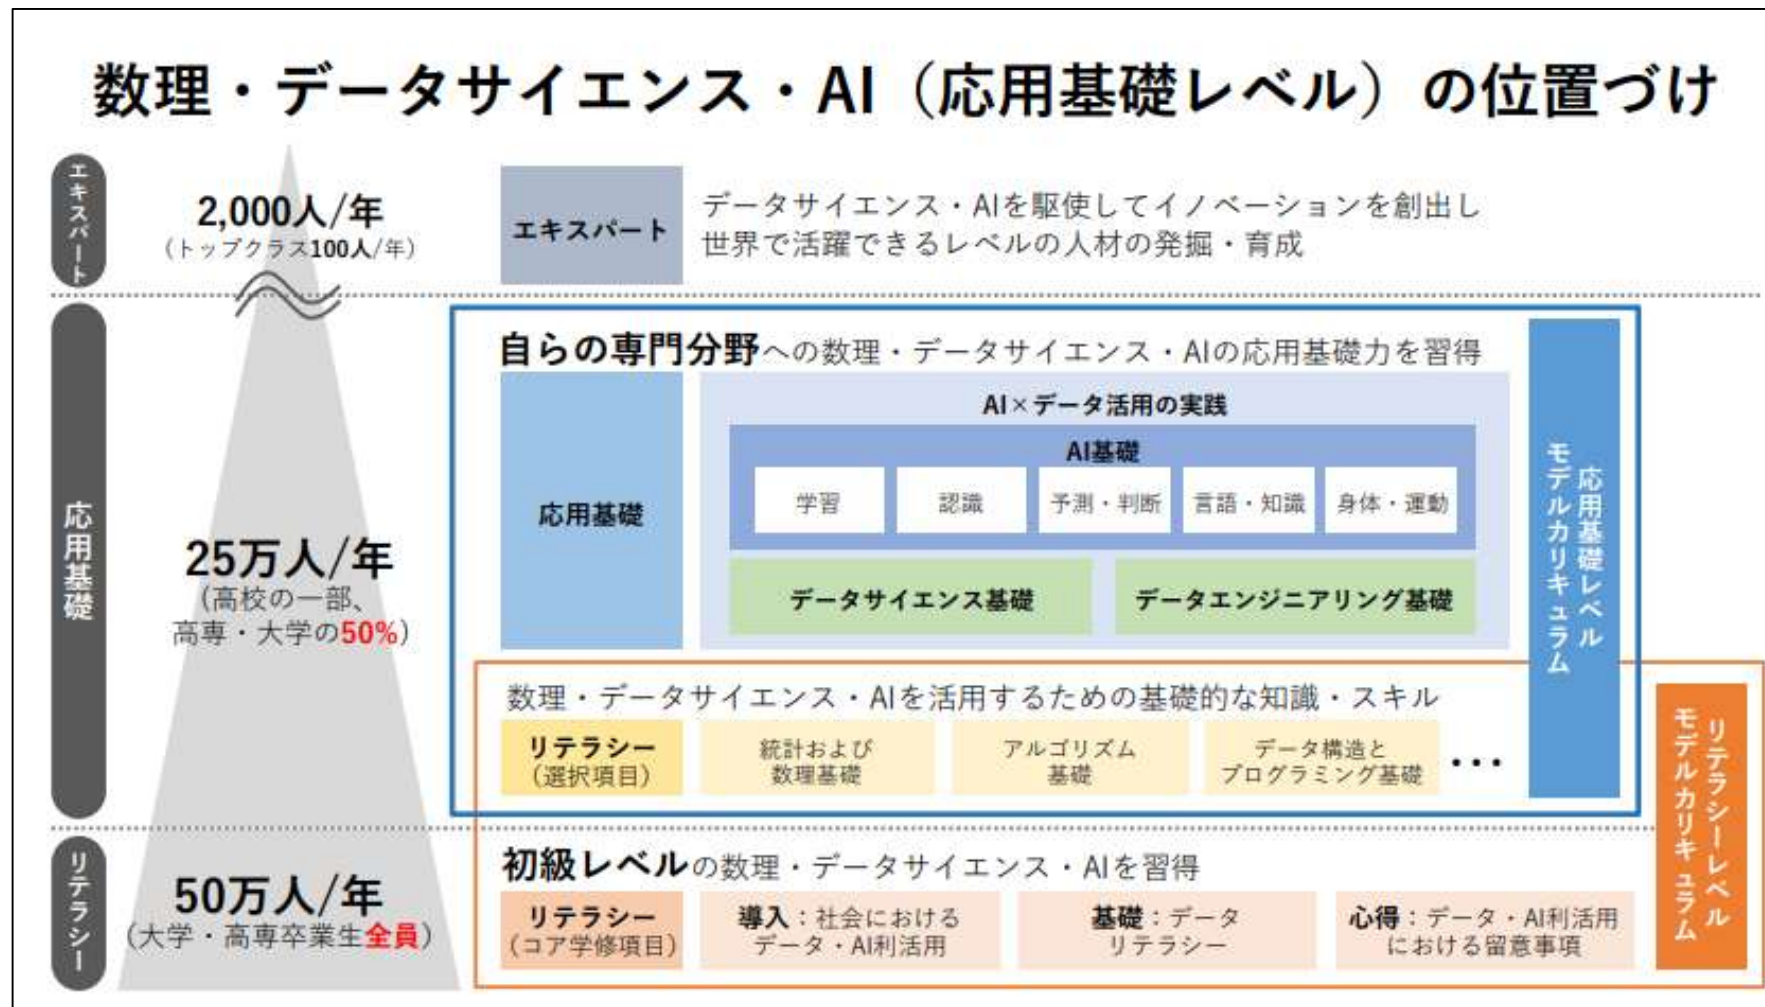 数理・データサイエンス・AI（応用基礎レベル）の位置づけ
エキスパート
2,000人/年
（トップクラス100人/年）
エキスパート
データサイエンス・AIを駆使してイノベーションを創出し
世界で活躍できるレベルの人材の発掘・育成
応用基礎
25万人/年
（高校の一部、
高専・大学の50%）
自らの専門分野への数理・データサイエンス・AIの応用基礎力を習得
応用基礎
AI×データ活用の実践
AI基礎
学習
認識
予測・判断
言語・知識
身体・運動
データサイエンス基礎
データエンジニアリング基礎
応用基礎レベル
モデルカリキュラム
数理・データサイエンス・AIを活用するための基礎的な知識・スキル
リテラシー
（選択項目）
統計および
数理基礎
アルゴリズム
基礎
データ構造と
プログラミング基礎
・・・
リテラシーレベル
モデルカリキュラム
リテラシー
50万人/年
（大学・高専卒業生全員）
初級レベルの数理・データサイエンス・AIを習得
リテラシー
（コア学修項目）
導入：社会における
データ・AI利活用
基礎：データ
リテラシー
心得：データ・AI利活用
における留意事項